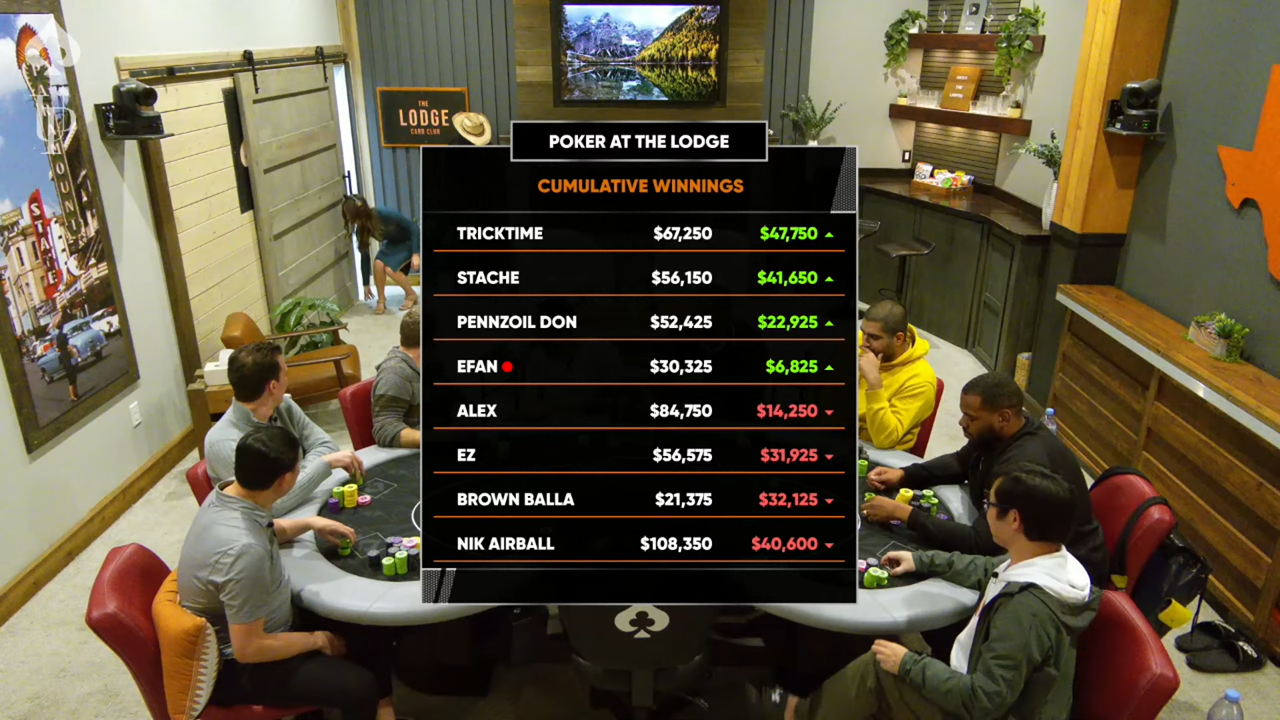 POKER AT THE LODGE
CUMULATIVE WINNINGS
TRICKTIME $67,250 $47,750
STACHE $56,150 $41,650
PENNZOIL DON $52,425 $22,925
EFAN $30,325 $6,825
ALEX $84,750 $14,250
EZ $56,575 $31,925
BROWN BALLA $21,375 $32,125
NIK AIRBALL $108,350 $40,600
THE
LODGE
CARD CLUB
STATE